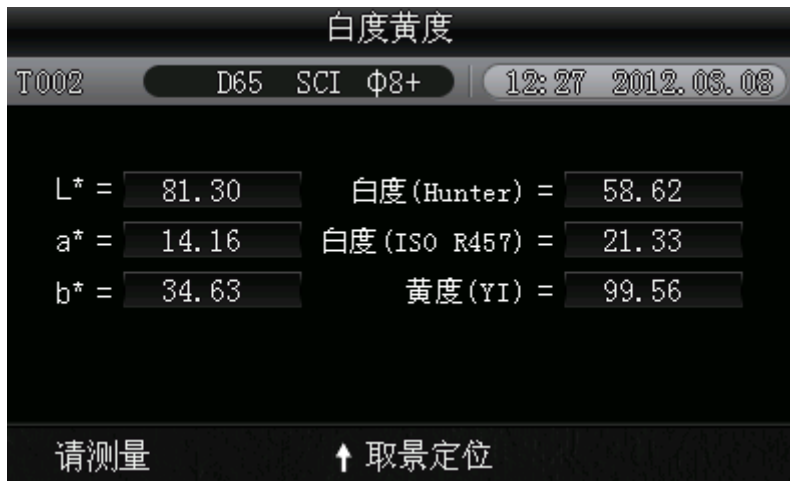 白度黄度
T002 D65 SCI Φ8+ 12:27 2012.08.08
L* = 81.30 白度(Hunter) = 58.62
a* = 14.16 白度(ISO R457) = 21.33
b* = 34.63 黄度(YI) = 99.56
请测量 ↑ 取景定位